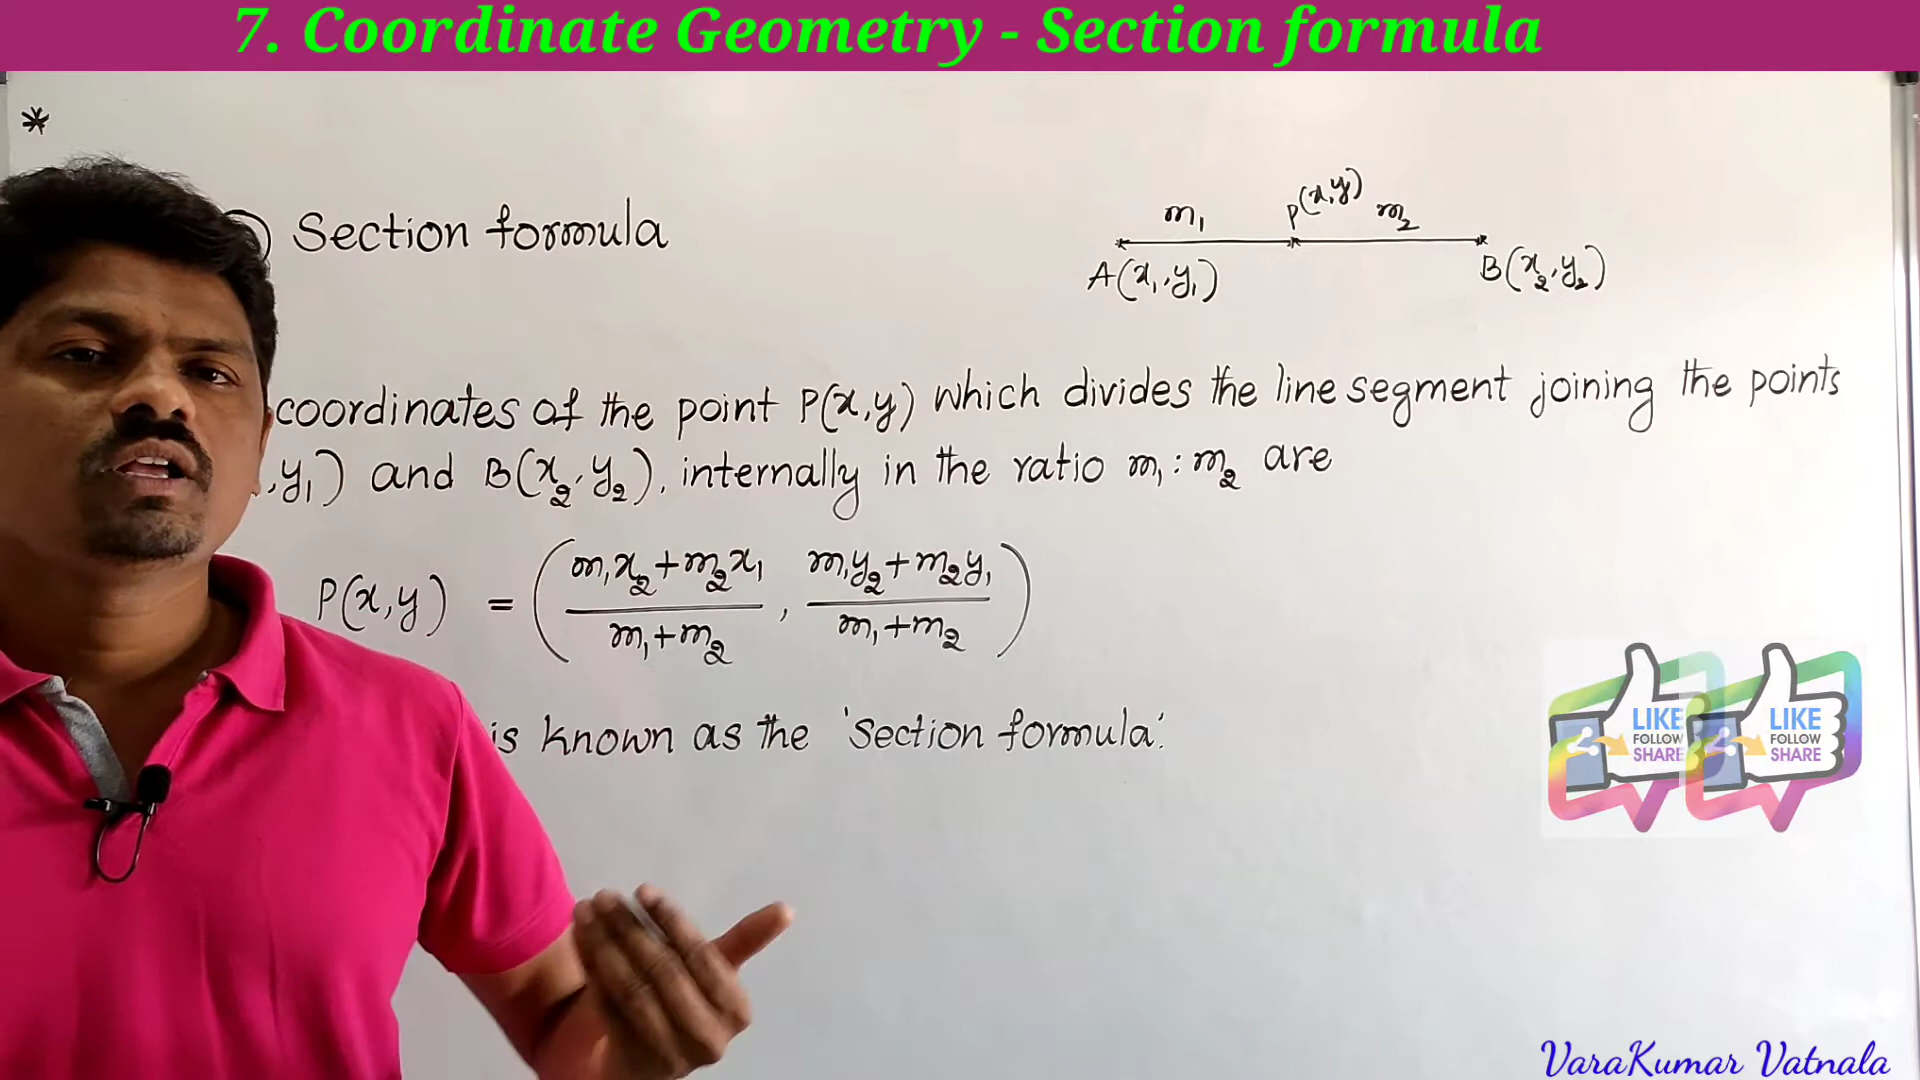 7. Coordinate Geometry - Section formula
*
Section formula
m₁ P(x,y) m₂
A(x₁,y₁) B(x₂,y₂)
coordinates of the point P(x,y) which divides the line segment joining the points
,y₁) and B(x₂,y₂), internally in the ratio m₁:m₂ are
P(x,y) = ( (m₁x₂+m₂x₁)/(m₁+m₂) , (m₁y₂+m₂y₁)/(m₁+m₂) )
is known as the 'section formula'.
LIKE FOLLOW SHARE
LIKE FOLLOW SHARE
VaraKumar Vatnala